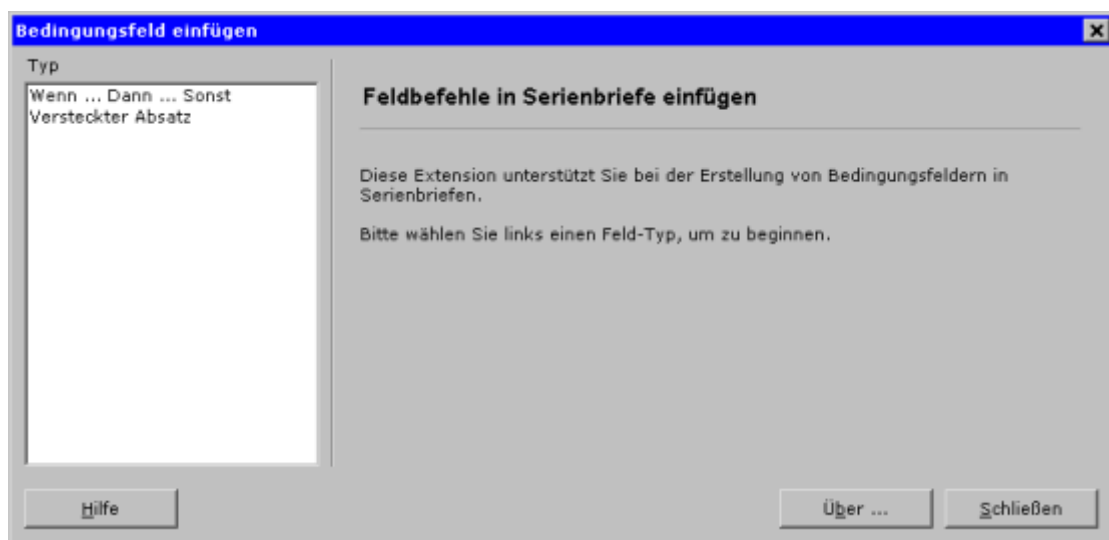 Bedingungsfeld einfügen
Typ
Wenn ... Dann ... Sonst
Versteckter Absatz
Feldbefehle in Serienbriefe einfügen
Diese Extension unterstützt Sie bei der Erstellung von Bedingungsfeldern in
Serienbriefen.
Bitte wählen Sie links einen Feld-Typ, um zu beginnen.
Hilfe
Über ...
Schließen